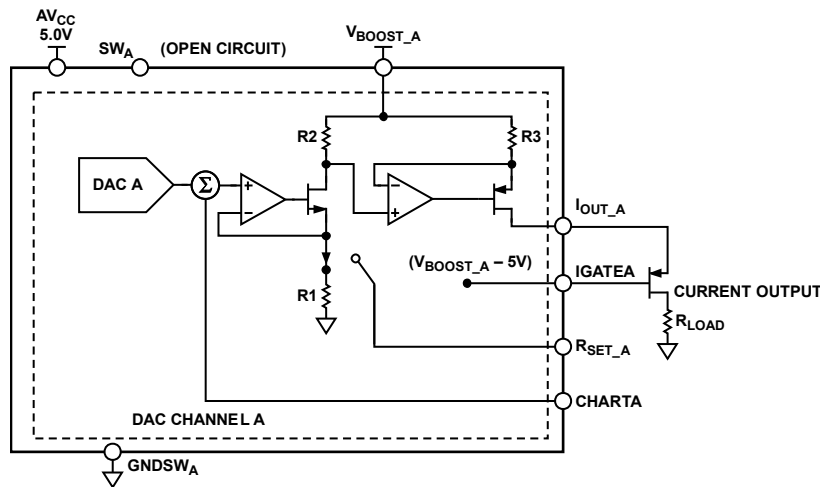 AVCC
5.0V
SWA
(OPEN CIRCUIT)
VBOOST_A
R2
R3
DAC A
Σ
+
−
−
+
IOUT_A
(VBOOST_A – 5V)
IGATEA
CURRENT OUTPUT
R1
RLOAD
RSET_A
CHARTA
DAC CHANNEL A
GNDSWA